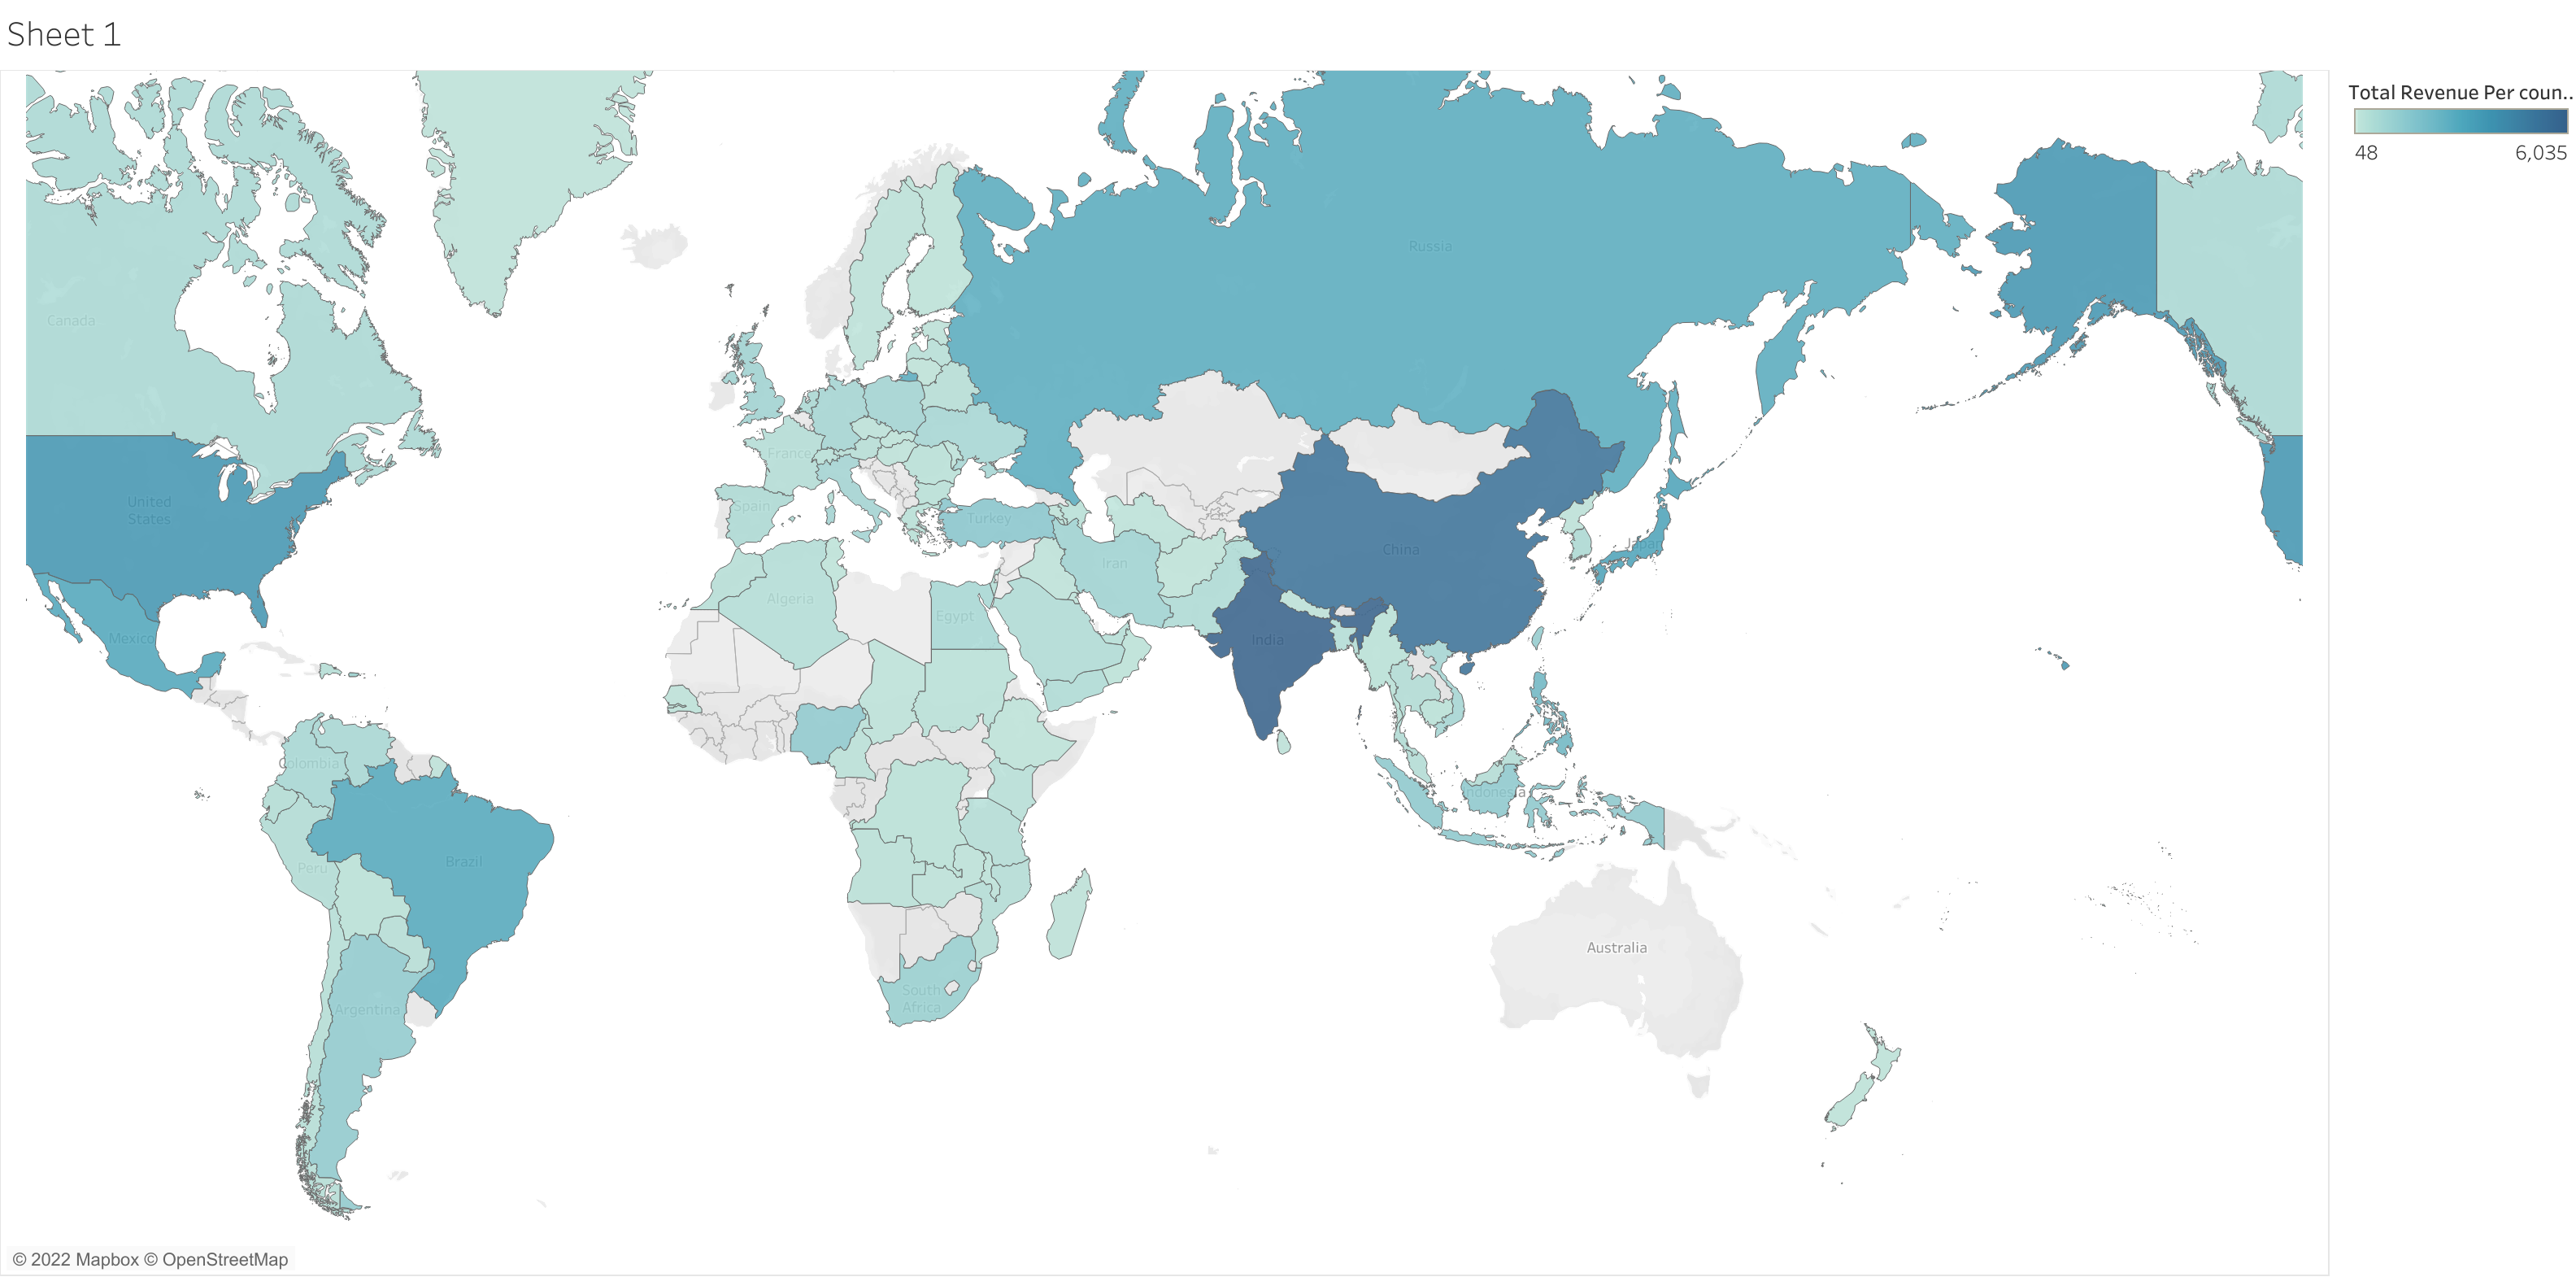 Sheet 1
Total Revenue Per coun..
48
6,035
Russia
Canada
France
Spain
Turkey
United
States
China
Japan
Iran
Algeria
Egypt
Mexico
India
Colombia
Indonesia
Brazil
Peru
Australia
South
Africa
Argentina
© 2022 Mapbox © OpenStreetMap